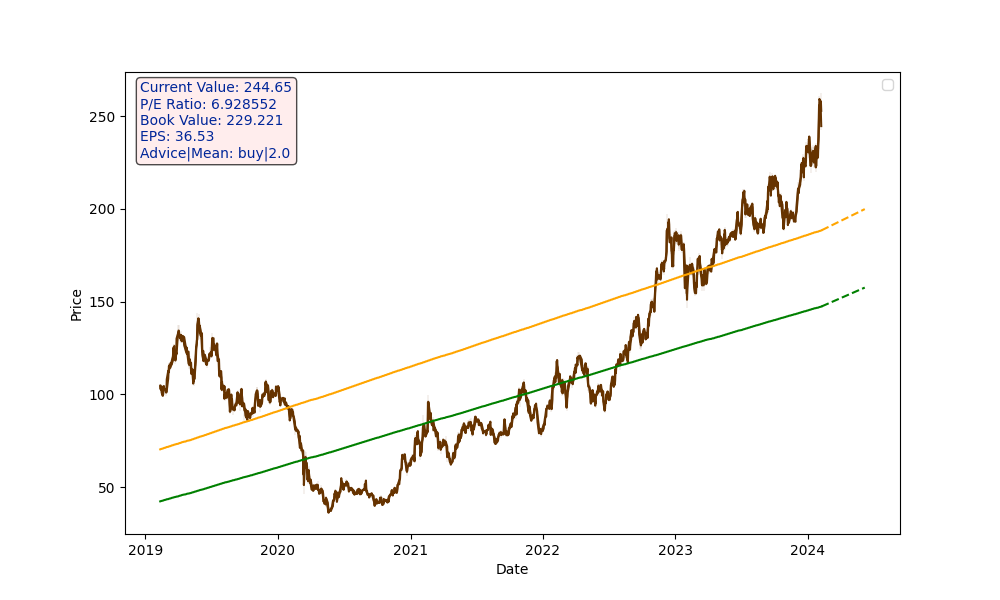 Current Value: 244.65
P/E Ratio: 6.928552
Book Value: 229.221
EPS: 36.53
Advice|Mean: buy|2.0
250
200
150
100
50
Price
2019
2020
2021
2022
2023
2024
Date